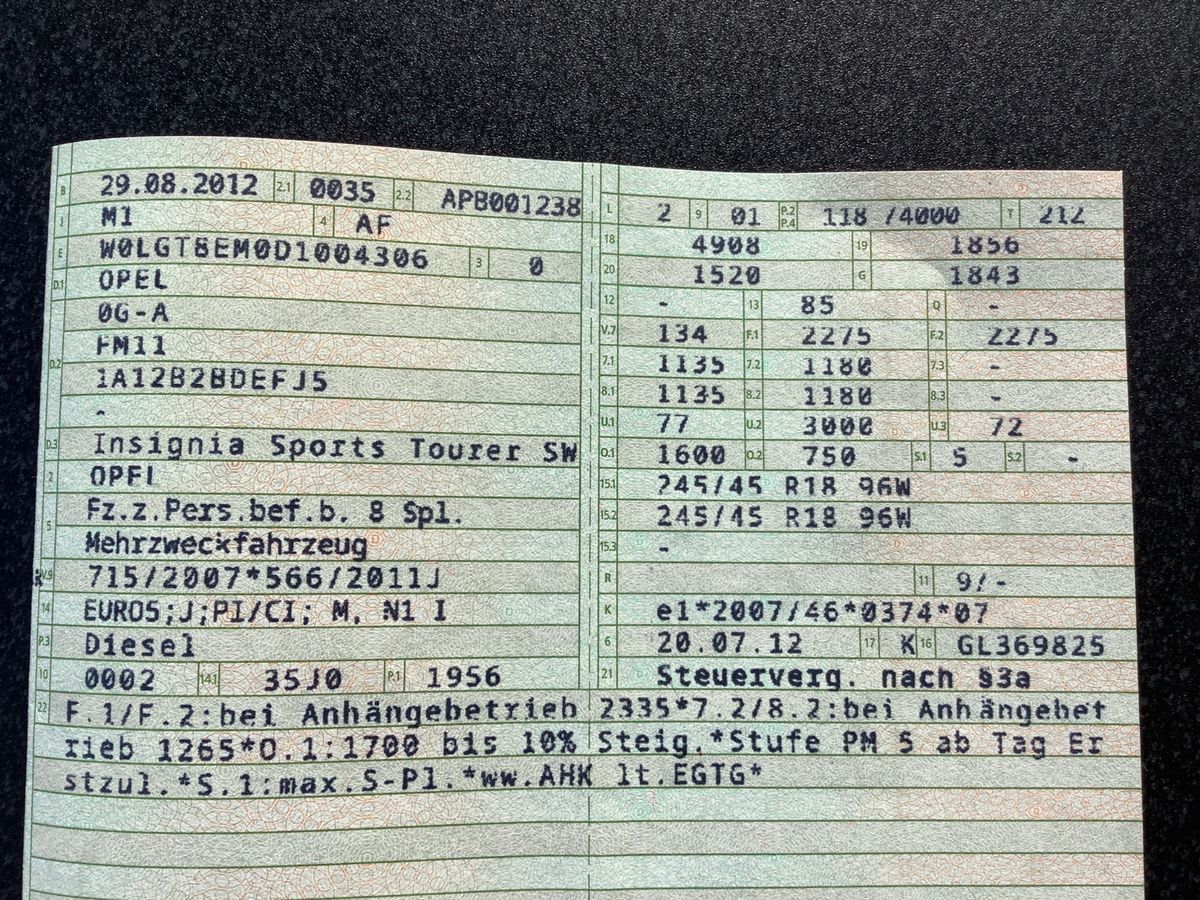 B 29.08.2012 2.1 0035 2.2 APB001238
J M1 4 AF
E W0LGT8EM0D1004306 3 0
D.1 OPEL
0G-A
D.2 FM11
1A12B2BDEFJ5
-
D.3 Insignia Sports Tourer SW
2 OPEL
5 Fz.z.Pers.bef.b. 8 Spl.
Mehrzweckfahrzeug
V.9 715/2007*566/2011J
14 EURO5;J;PI/CI; M, N1 I
P.3 Diesel
10 0002 14.1 35J0 P.1 1956
L 2 9 01 P.2 P.4 118 /4000 T 212
18 4908 19 1856
20 1520 G 1843
12 - 13 85 Q -
V.7 134 F.1 2275 F.2 2275
7.1 1135 7.2 1180 7.3 -
8.1 1135 8.2 1180 8.3 -
U.1 77 U.2 3000 U.3 72
O.1 1600 O.2 750 S.1 5 S.2 -
15.1 245/45 R18 96W
15.2 245/45 R18 96W
15.3 -
R 11 9/-
K e1*2007/46*0374*07
6 20.07.12 17 K 16 GL369825
21 Steuerverg. nach §3a
22 F.1/F.2:bei Anhängebetrieb 2335*7.2/8.2:bei Anhängebet
rieb 1265*O.1:1700 bis 10% Steig.*Stufe PM 5 ab Tag Er
stzul.*S.1:max.S-Pl.*ww.AHK lt.EGTG*